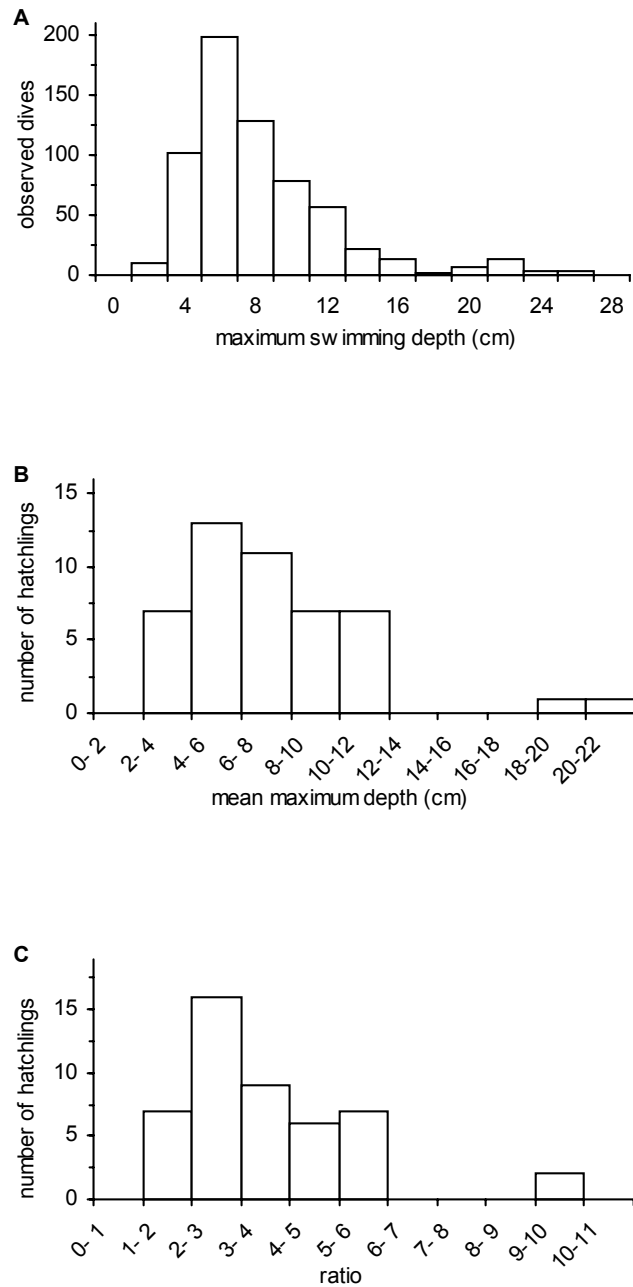 A
observed dives
200
150
100
50
0
0 4 8 12 16 20 24 28
maximum swimming depth (cm)
B
number of hatchlings
15
10
5
0
0- 2 2-4 4-6 6-8 8-10 10-12 12-14 14-16 16-18 18-20 20-22
mean maximum depth (cm)
C
number of hatchlings
15
10
5
0
0- 1 1- 2 2- 3 3- 4 4- 5 5- 6 6- 7 7- 8 8- 9 9-10 10-11
ratio